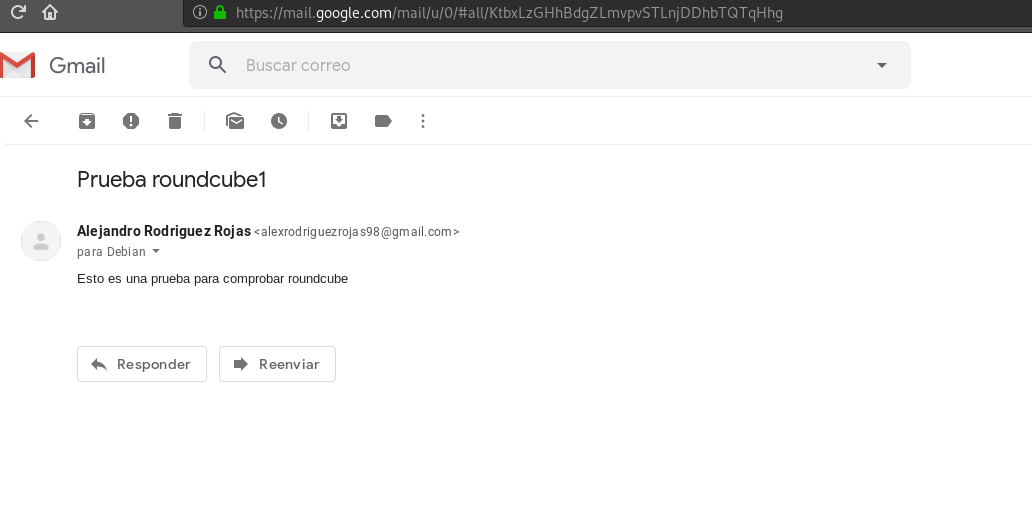 https://mail.google.com/mail/u/0/#all/KtbxLzGHhBdgZLmvpvSTLnjDDhbTQTqHhg
Gmail
Buscar correo
Prueba roundcube1
Alejandro Rodriguez Rojas <alexrodriguezrojas98@gmail.com>
para Debian
Esto es una prueba para comprobar roundcube
Responder
Reenviar